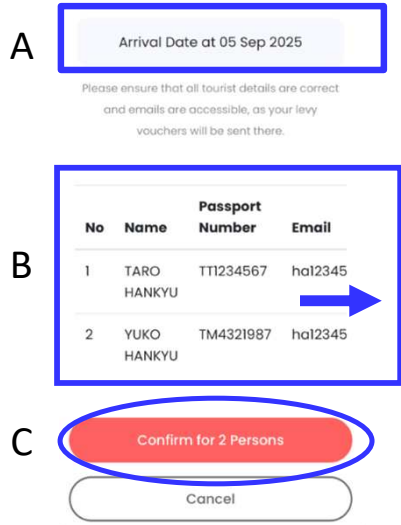 A
Arrival Date at 05 Sep 2025
Please ensure that all tourist details are correct
and emails are accessible, as your levy
vouchers will be sent there.
B
Passport
No Name Number Email
1 TARO TT1234567 ha12345
HANKYU
2 YUKO TM4321987 ha12345
HANKYU
C
Confirm for 2 Persons
Cancel